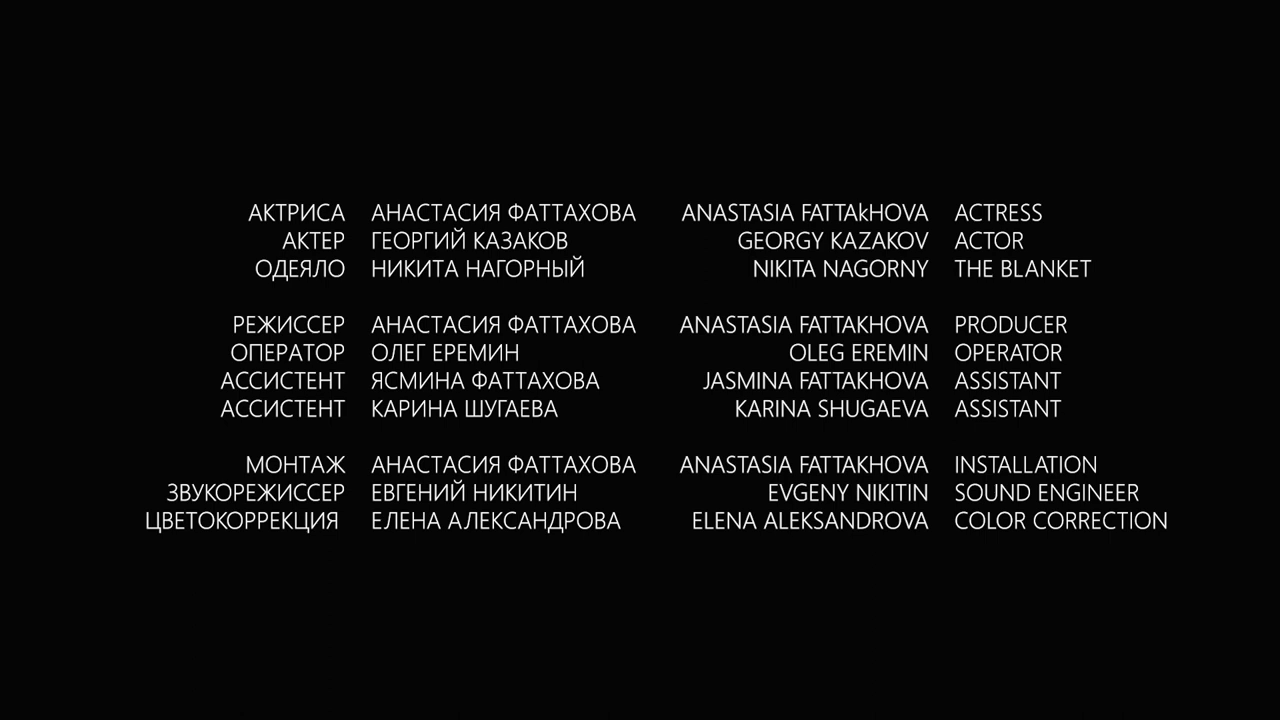 АКТРИСА АНАСТАСИЯ ФАТТАХОВА ANASTASIA FATTAkHOVA ACTRESS
АКТЕР ГЕОРГИЙ КАЗАКОВ GEORGY KAZAKOV ACTOR
ОДЕЯЛО НИКИТА НАГОРНЫЙ NIKITA NAGORNY THE BLANKET
РЕЖИССЕР АНАСТАСИЯ ФАТТАХОВА ANASTASIA FATTAKHOVA PRODUCER
ОПЕРАТОР ОЛЕГ ЕРЕМИН OLEG EREMIN OPERATOR
АССИСТЕНТ ЯСМИНА ФАТТАХОВА JASMINA FATTAKHOVA ASSISTANT
АССИСТЕНТ КАРИНА ШУГАЕВА KARINA SHUGAEVA ASSISTANT
МОНТАЖ АНАСТАСИЯ ФАТТАХОВА ANASTASIA FATTAKHOVA INSTALLATION
ЗВУКОРЕЖИССЕР ЕВГЕНИЙ НИКИТИН EVGENY NIKITIN SOUND ENGINEER
ЦВЕТОКОРРЕКЦИЯ ЕЛЕНА АЛЕКСАНДРОВА ELENA ALEKSANDROVA COLOR CORRECTION